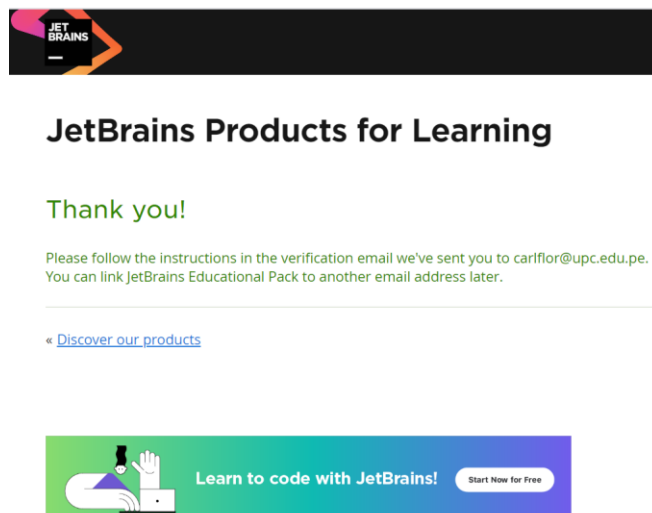 JET
BRAINS
JetBrains Products for Learning
Thank you!
Please follow the instructions in the verification email we've sent you to carlflor@upc.edu.pe.
You can link JetBrains Educational Pack to another email address later.
« Discover our products
Learn to code with JetBrains! Start Now for Free